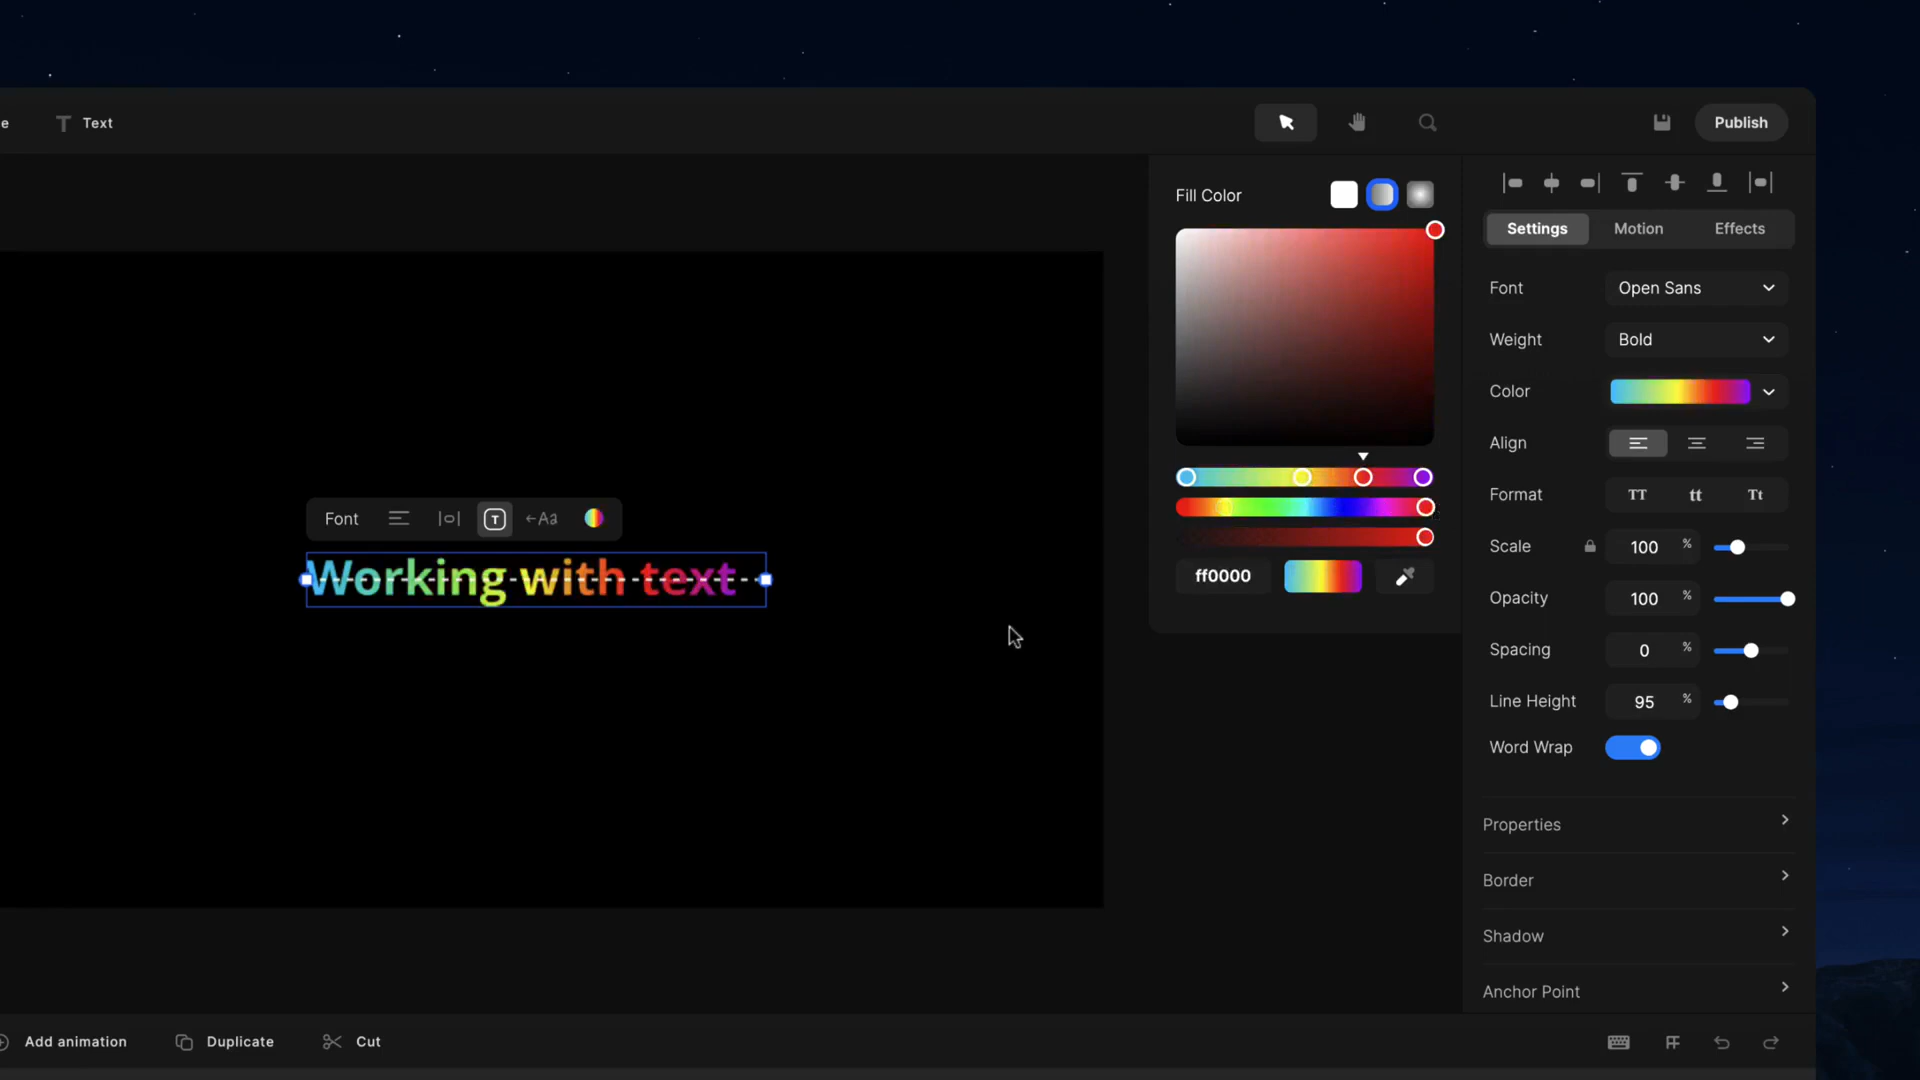 e
Text
Publish
Fill Color
Settings
Motion
Effects
Font
Open Sans
Weight
Bold
Color
Align
Format
TT
tt
Tt
Scale
100 %
Opacity
100 %
Spacing
0 %
Line Height
95 %
Word Wrap
ff0000
Font
T
←Aa
Working with text
Properties
Border
Shadow
Anchor Point
Add animation
Duplicate
Cut